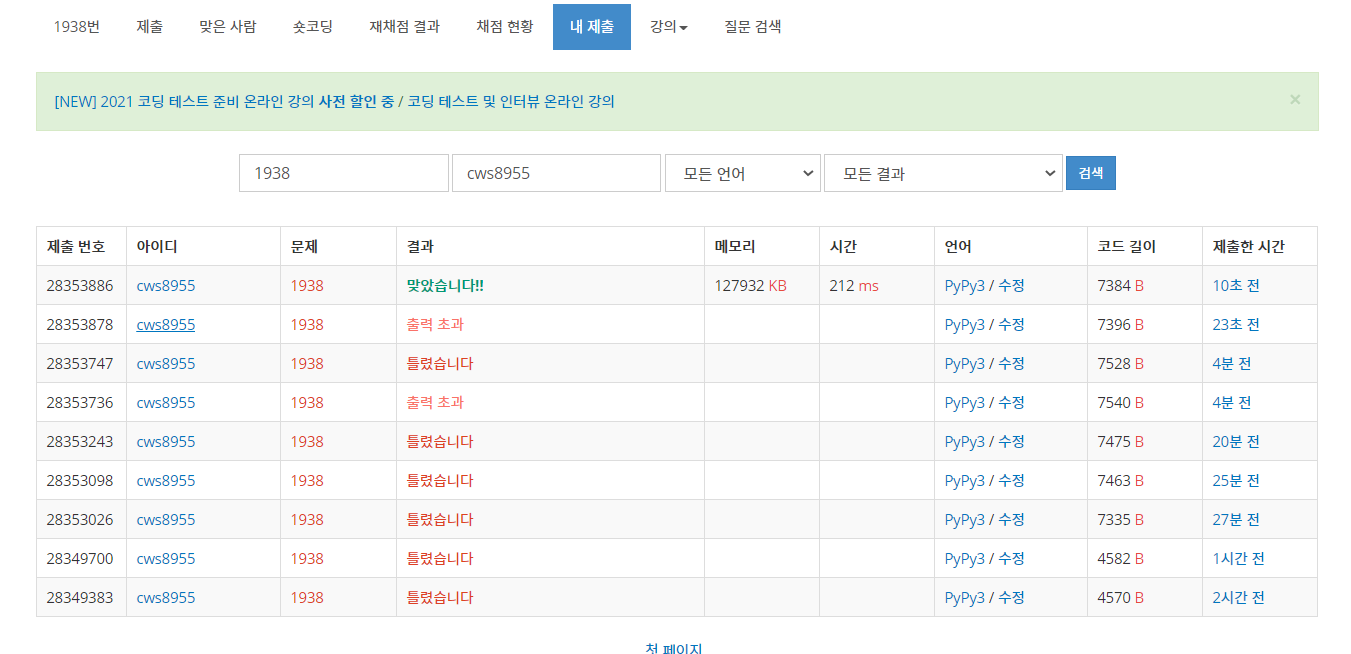 1938번 제출 맞은 사람 숏코딩 재채점 결과 채점 현황 내 제출 강의 질문 검색
[NEW] 2021 코딩 테스트 준비 온라인 강의 사전 할인 중 / 코딩 테스트 및 인터뷰 온라인 강의 ×
1938 cws8955 모든 언어 모든 결과 검색
제출 번호 아이디 문제 결과 메모리 시간 언어 코드 길이 제출한 시간
28353886 cws8955 1938 맞았습니다!! 127932 KB 212 ms PyPy3 / 수정 7384 B 10초 전
28353878 cws8955 1938 출력 초과 PyPy3 / 수정 7396 B 23초 전
28353747 cws8955 1938 틀렸습니다 PyPy3 / 수정 7528 B 4분 전
28353736 cws8955 1938 출력 초과 PyPy3 / 수정 7540 B 4분 전
28353243 cws8955 1938 틀렸습니다 PyPy3 / 수정 7475 B 20분 전
28353098 cws8955 1938 틀렸습니다 PyPy3 / 수정 7463 B 25분 전
28353026 cws8955 1938 틀렸습니다 PyPy3 / 수정 7335 B 27분 전
28349700 cws8955 1938 틀렸습니다 PyPy3 / 수정 4582 B 1시간 전
28349383 cws8955 1938 틀렸습니다 PyPy3 / 수정 4570 B 2시간 전
첫 페이지